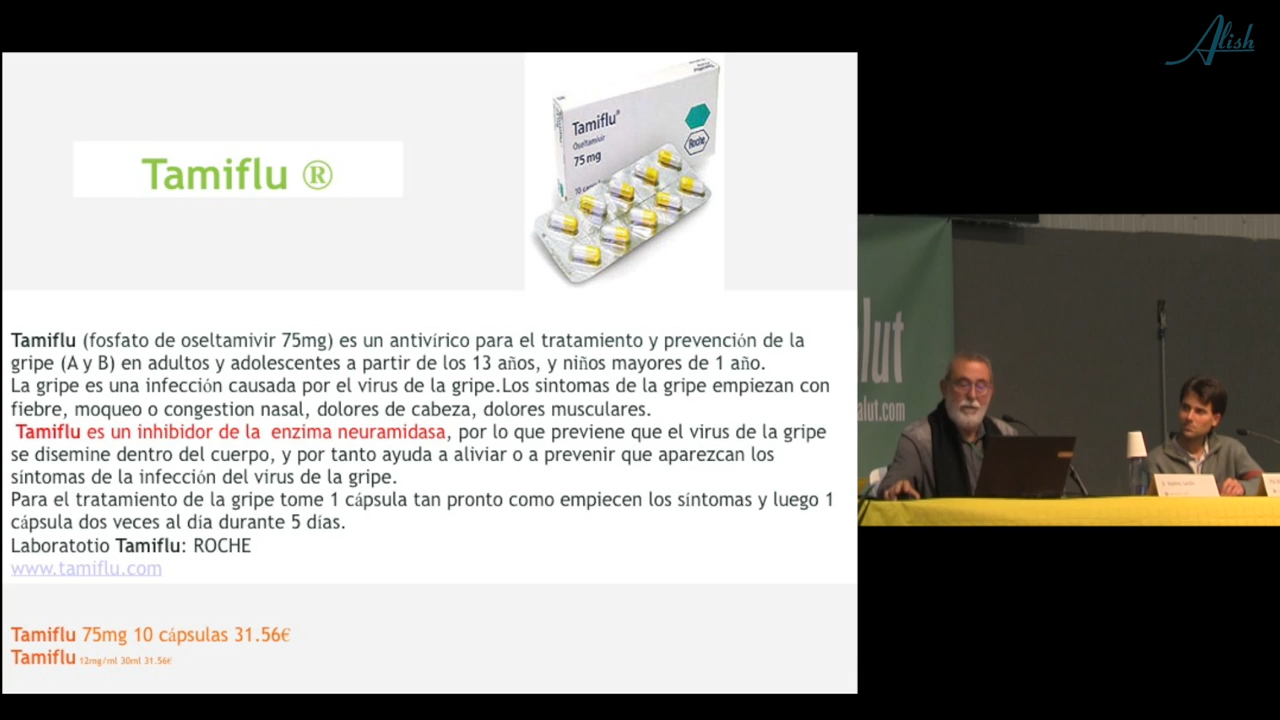 Alish
Tamiflu ®
Tamiflu®
Oseltamivir
75 mg
Roche
Tamiflu (fosfato de oseltamivir 75mg) es un antivírico para el tratamiento y prevención de la
gripe (A y B) en adultos y adolescentes a partir de los 13 años, y niños mayores de 1 año.
La gripe es una infección causada por el virus de la gripe.Los sintomas de la gripe empiezan con
fiebre, moqueo o congestion nasal, dolores de cabeza, dolores musculares.
Tamiflu es un inhibidor de la enzima neuramidasa, por lo que previene que el virus de la gripe
se disemine dentro del cuerpo, y por tanto ayuda a aliviar o a prevenir que aparezcan los
síntomas de la infección del virus de la gripe.
Para el tratamiento de la gripe tome 1 cápsula tan pronto como empiecen los síntomas y luego 1
cápsula dos veces al día durante 5 días.
Laboratotio Tamiflu: ROCHE
www.tamiflu.com
Tamiflu 75mg 10 cápsulas 31.56€
Tamiflu 12mg/ml 30ml 31.56€
lut
alut.com